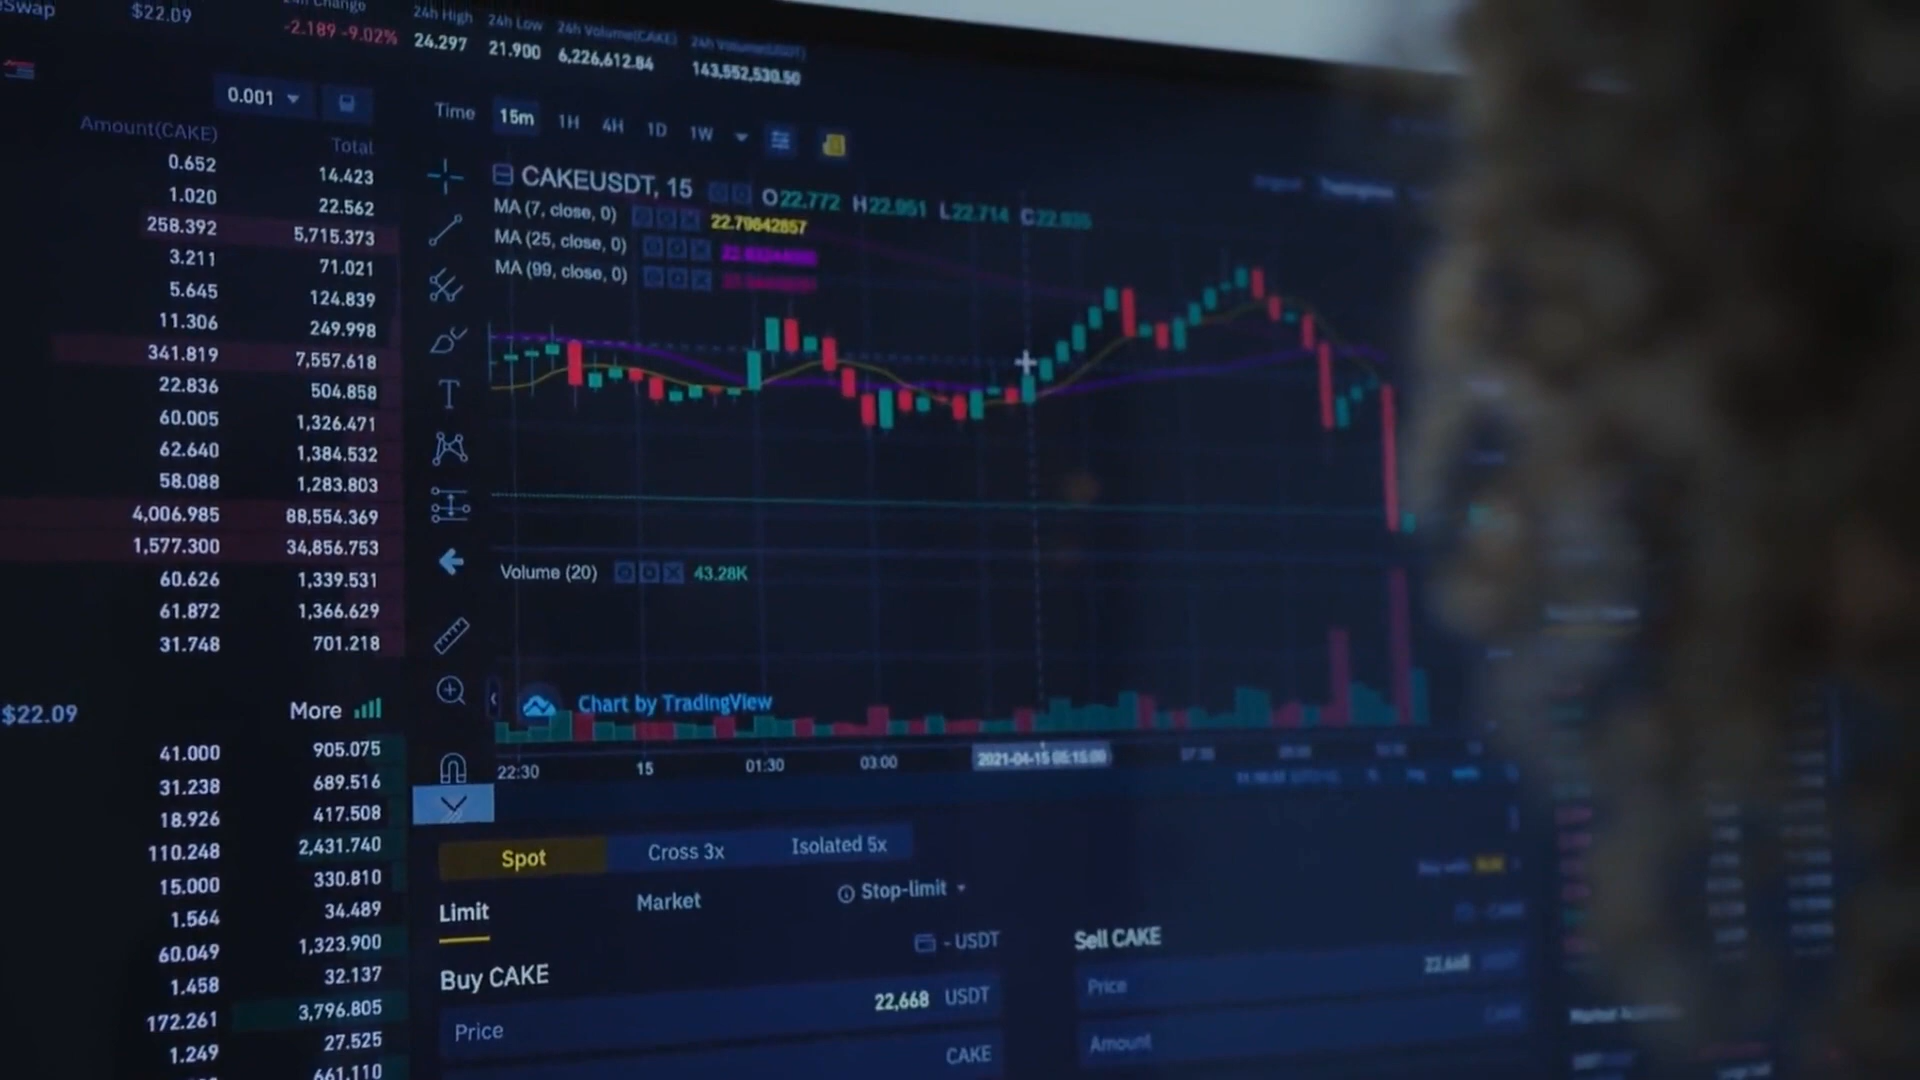 Swap $22.09
24h Change 24h High 24h Low 24h Volume(CAKE) 24h Volume(USDT)
-2.189 -9.02% 24.297 21.900 6,226,612.84 143,552,530.50
0.001
Amount(CAKE) Total
0.652 14.423
1.020 22.562
258.392 5,715.373
3.211 71.021
5.645 124.839
11.306 249.998
341.819 7,557.618
22.836 504.858
60.005 1,326.471
62.640 1,384.532
58.088 1,283.803
4,006.985 88,554.369
1,577.300 34,856.753
60.626 1,339.531
61.872 1,366.629
31.748 701.218
$22.09 More
41.000 905.075
31.238 689.516
18.926 417.508
110.248 2,431.740
15.000 330.810
1.564 34.489
60.049 1,323.900
1.458 32.137
172.261 3,796.805
1.249 27.525
661.110
Time 15m 1H 4H 1D 1W
CAKEUSDT, 15 O22.772 H22.951 L22.714
MA (7, close, 0) 22.79642857
MA (25, close, 0)
MA (99, close, 0)
Volume (20) 43.28K
Chart by TradingView
22:30 15 01:30 03:00 2021-04-15 05:15:00
Spot Cross 3x Isolated 5x
Limit Market Stop-limit
- USDT
Buy CAKE
Price 22,668 USDT
CAKE
Sell CAKE
Price 22,668
Amount